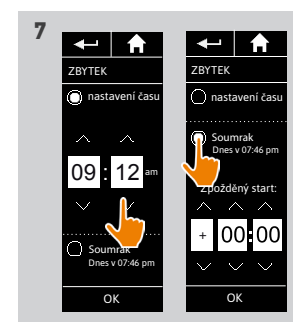 7
ZBYTEK
nastavení času
09 : 12 am
Soumrak
Dnes v 07:46 pm
OK
ZBYTEK
nastavení času
Soumrak
Dnes v 07:46 pm
Zpožděný start:
+ 00:00
OK